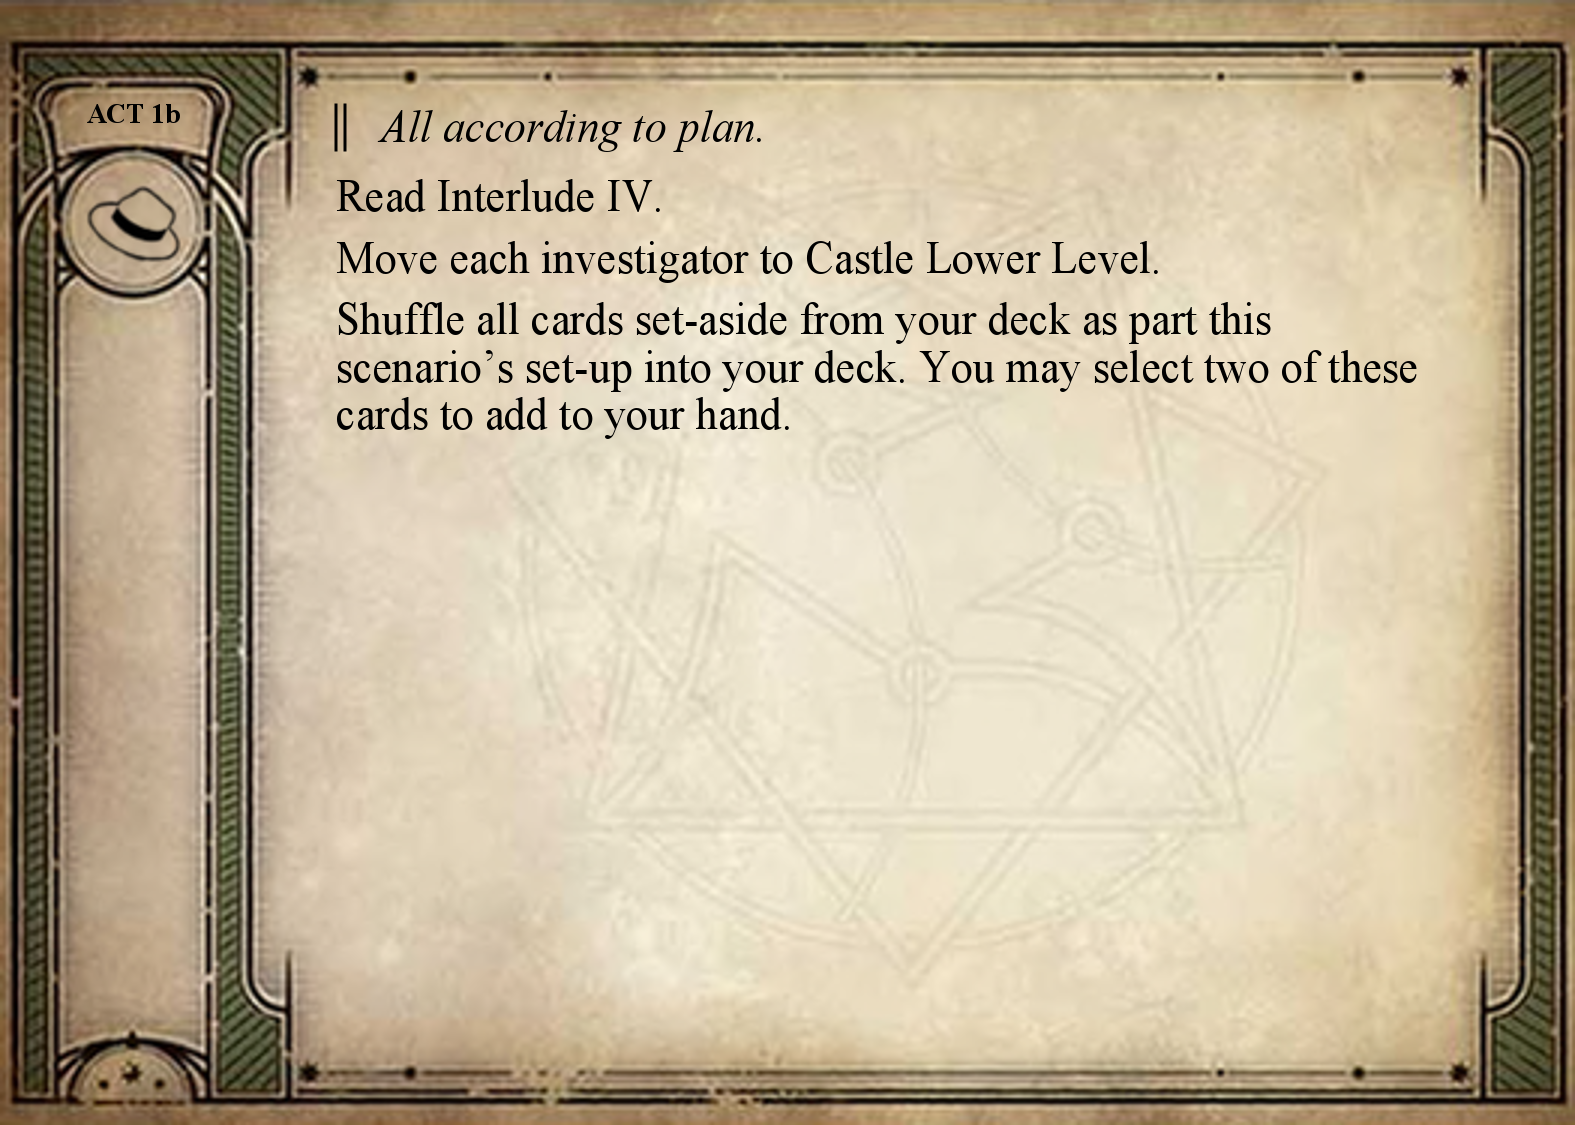 ACT 1b
All according to plan.
Read Interlude IV.
Move each investigator to Castle Lower Level.
Shuffle all cards set-aside from your deck as part this
scenario’s set-up into your deck. You may select two of these
cards to add to your hand.